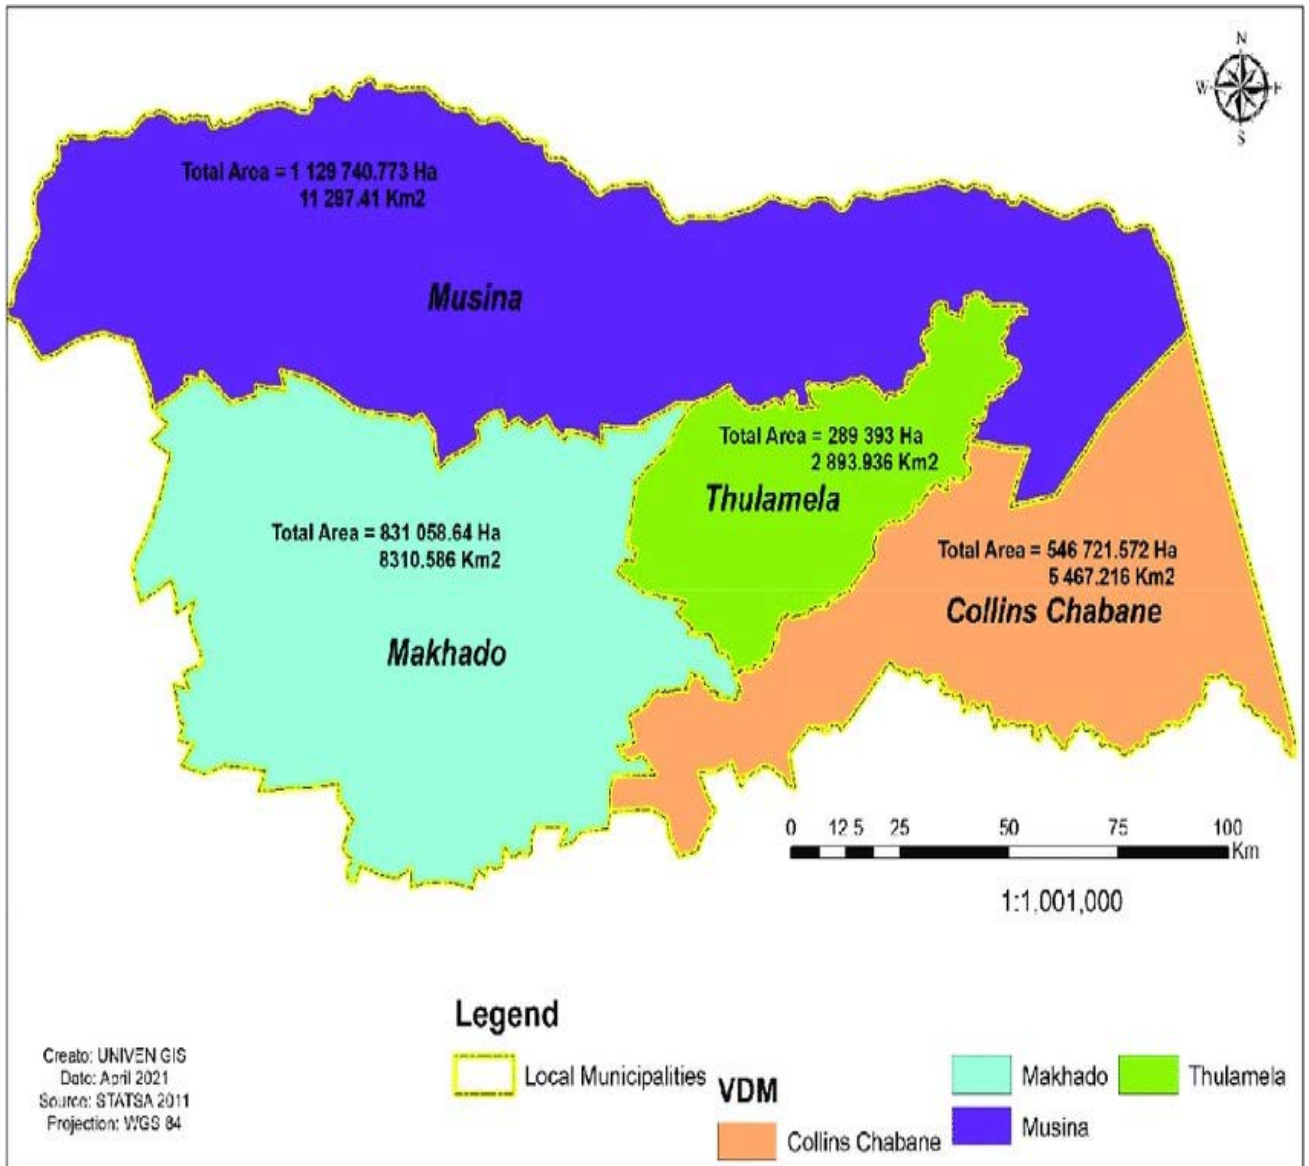 N
W E
S
Total Area = 1 129 740.773 Ha
11 297.41 Km2
Musina
Total Area = 289 393 Ha
2 893.936 Km2
Thulamela
Total Area = 831 058.64 Ha
8310.586 Km2
Makhado
Total Area = 546 721.572 Ha
5 467.216 Km2
Collins Chabane
0 12.5 25 50 75 100
Km
1:1,001,000
Legend
Local Municipalities
VDM
Collins Chabane
Makhado
Musina
Thulamela
Creato: UNIVEN GIS
Dato: April 2021
Source: STATSA 2011
Projection: WGS 84